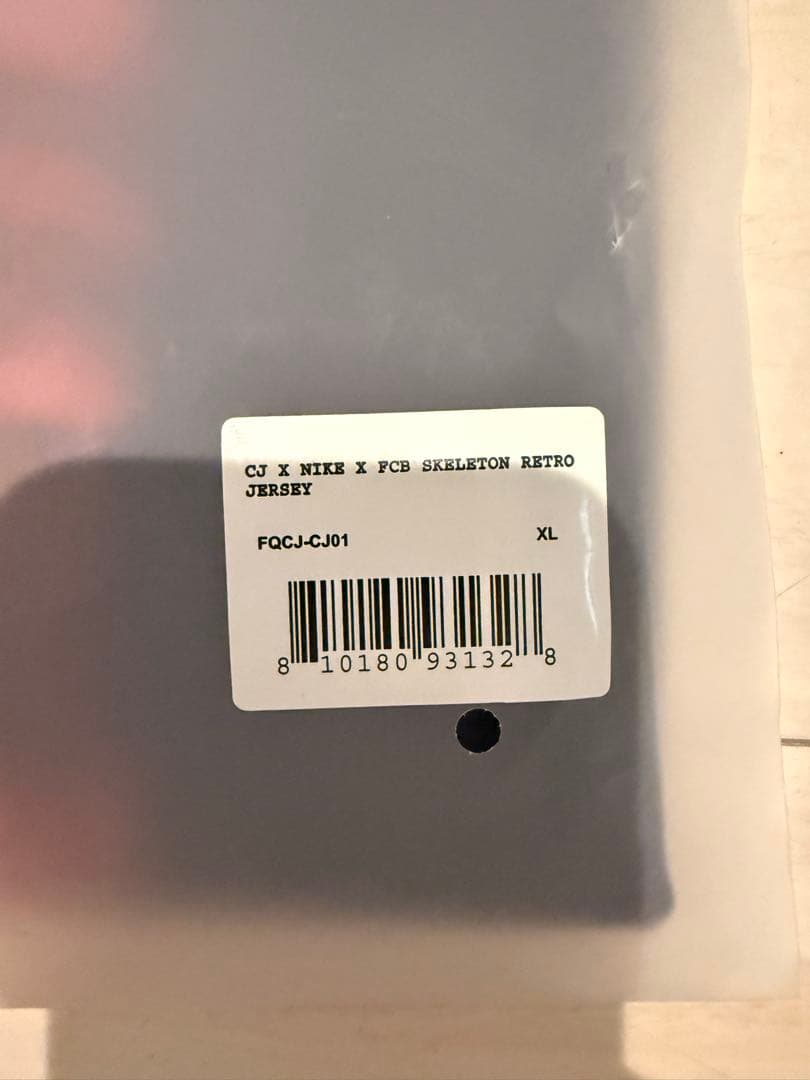 CJ X NIKE X FCB SKELETON RETRO
JERSEY
FQCJ-CJ01 XL
8 10180 93132 8